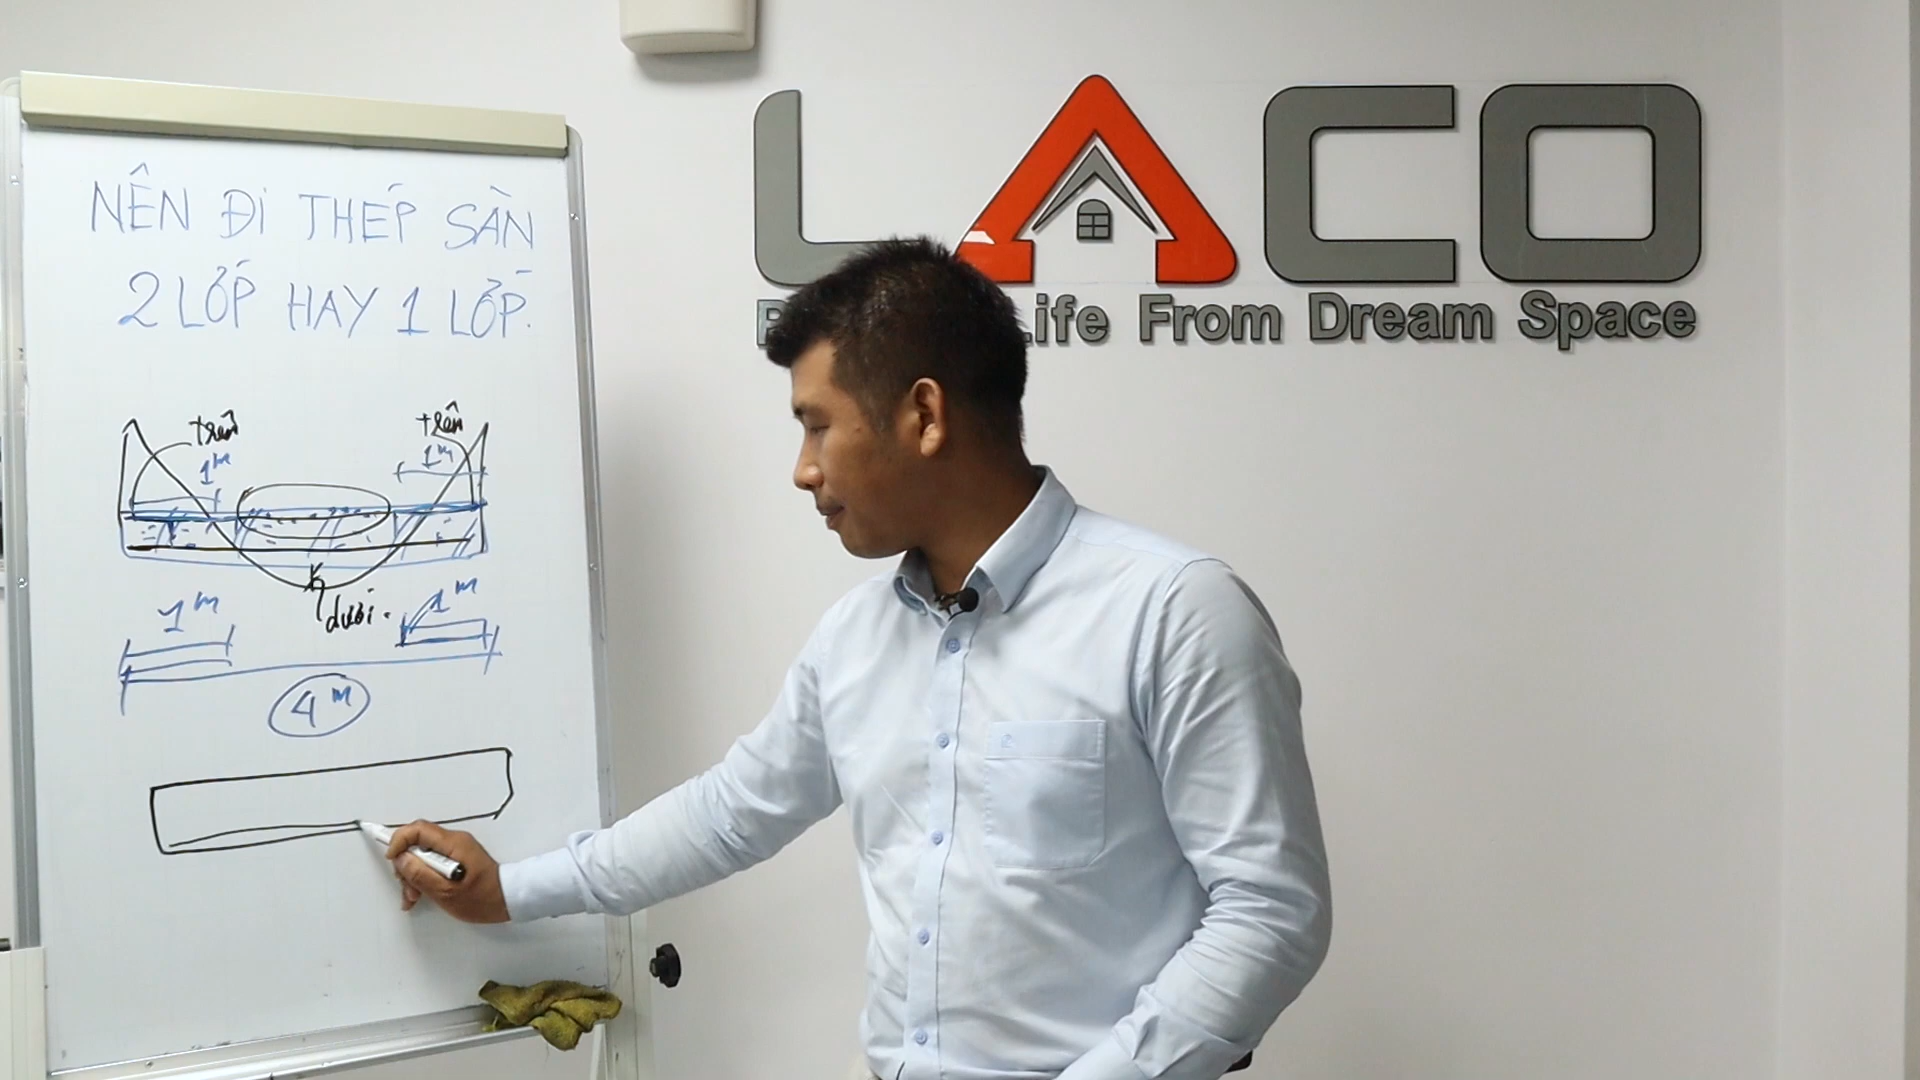 NÊN ĐI THÉP SÀN
2 LỚP HAY 1 LỚP.
trên
trên
1m
1m
1m
dưới.
1m
4m
LACO
Life From Dream Space